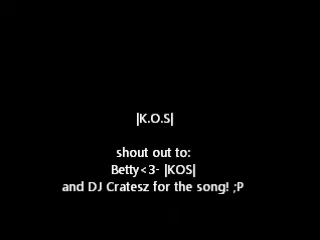 |K.O.S|
shout out to:
Betty<3- |KOS|
and DJ Cratesz for the song! ;P